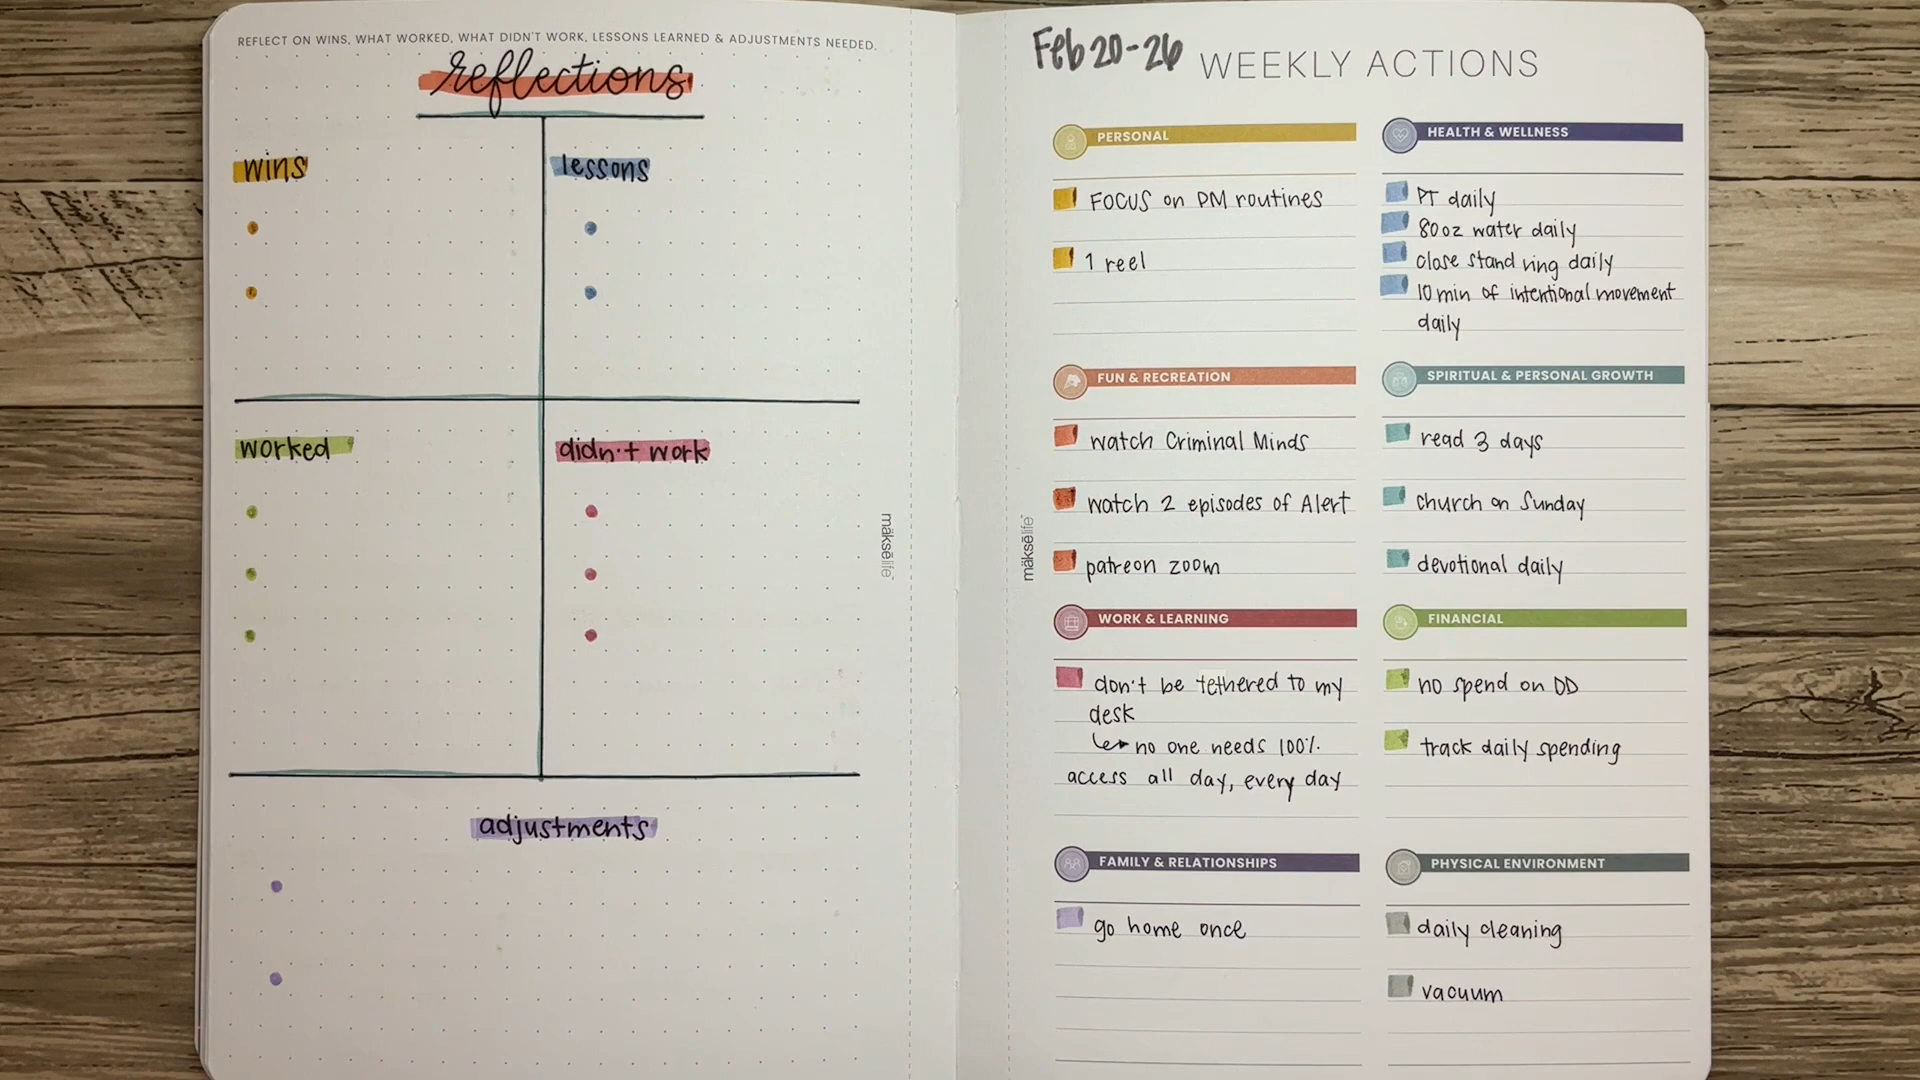 REFLECT ON WINS, WHAT WORKED, WHAT DIDN'T WORK, LESSONS LEARNED & ADJUSTMENTS NEEDED.
reflections
wins
lessons
worked
didn't work
adjustments
mäksēlife
mäksēlife
Feb 20-26
WEEKLY ACTIONS
PERSONAL
FOCUS on PM routines
1 reel
HEALTH & WELLNESS
PT daily
80oz water daily
close stand ring daily
10 min of intentional movement
daily
FUN & RECREATION
watch Criminal Minds
watch 2 episodes of Alert
patreon zoom
SPIRITUAL & PERSONAL GROWTH
read 3 days
church on Sunday
devotional daily
WORK & LEARNING
don't be tethered to my
desk
↳ no one needs 100%
access all day, every day
FINANCIAL
no spend on DD
track daily spending
FAMILY & RELATIONSHIPS
go home once
PHYSICAL ENVIRONMENT
daily cleaning
vacuum